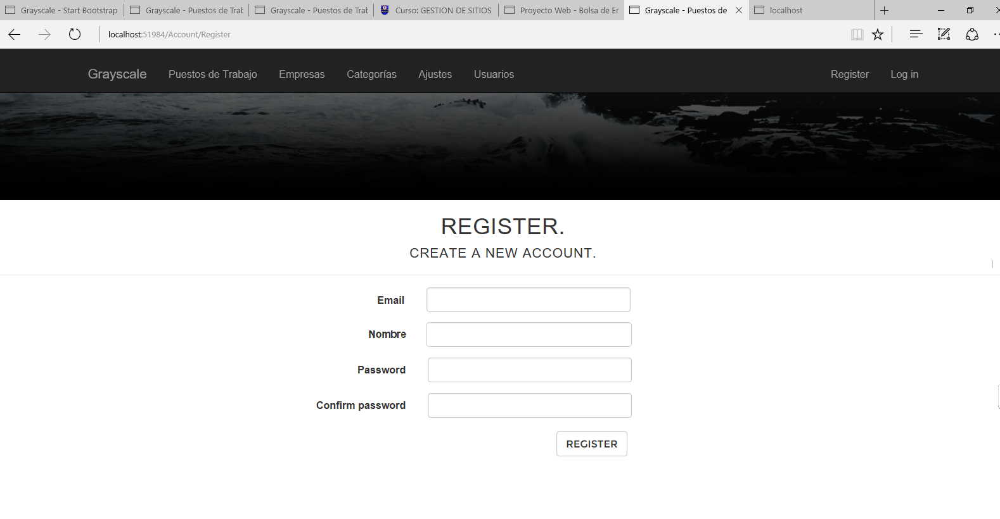 Grayscale - Start Bootstrap
Grayscale - Puestos de Trab
Grayscale - Puestos de Trab
Curso: GESTION DE SITIOS
Proyecto Web - Bolsa de Er
Grayscale - Puestos de
localhost
localhost:51984/Account/Register
Grayscale Puestos de Trabajo Empresas Categorías Ajustes Usuarios Register Log in
REGISTER.
CREATE A NEW ACCOUNT.
Email
Nombre
Password
Confirm password
REGISTER